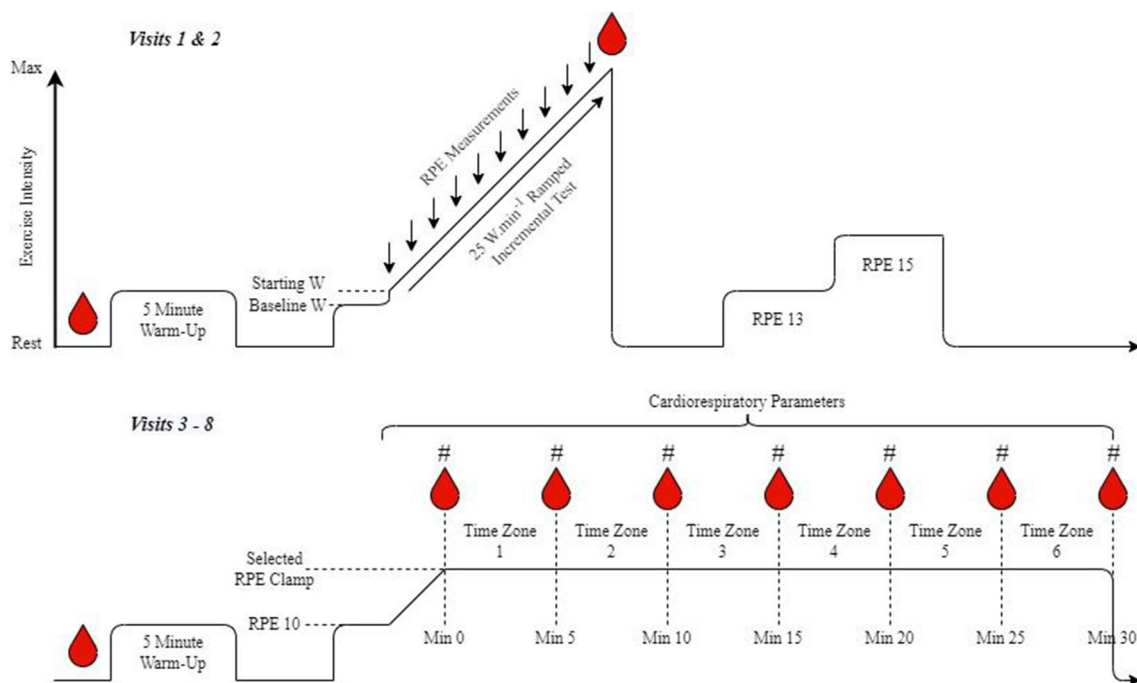 Visits 1 & 2
Max
Exercise Intensity
Rest
5 Minute
Warm-Up
Starting W
Baseline W
RPE Measurements
25 W.min⁻¹ Ramped
Incremental Test
RPE 13
RPE 15
Visits 3 - 8
Cardiorespiratory Parameters
# # # # # # #
Time Zone
1
Time Zone
2
Time Zone
3
Time Zone
4
Time Zone
5
Time Zone
6
Selected
RPE Clamp
RPE 10
5 Minute
Warm-Up
Min 0
Min 5
Min 10
Min 15
Min 20
Min 25
Min 30